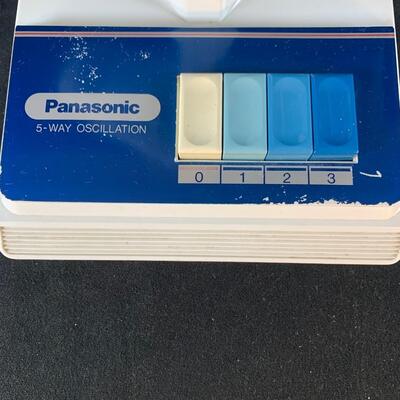 Panasonic
5-WAY OSCILLATION
0 1 2 3